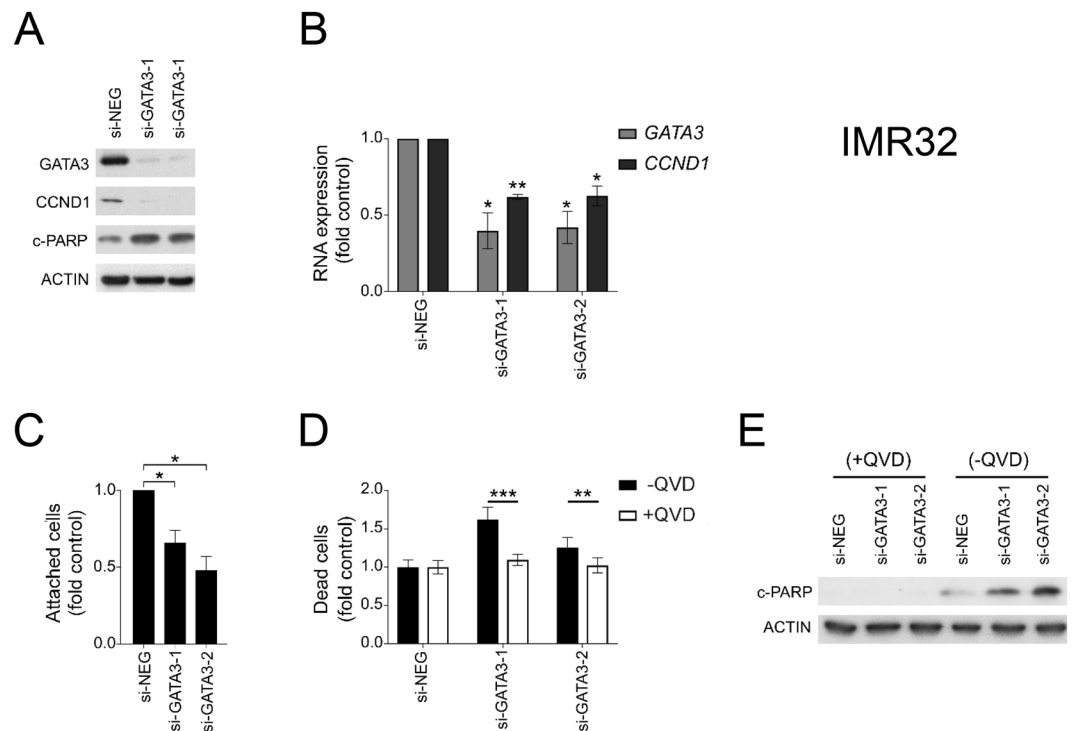 A
si-NEG
si-GATA3-1
si-GATA3-1
GATA3
CCND1
c-PARP
ACTIN
B
RNA expression
(fold control)
1.0
0.5
0.0
*
**
*
*
si-NEG
si-GATA3-1
si-GATA3-2
GATA3
CCND1
IMR32
C
Attached cells
(fold control)
1.0
0.5
0.0
*
*
si-NEG
si-GATA3-1
si-GATA3-2
D
Dead cells
(fold control)
2.0
1.5
1.0
0.5
0.0
***
**
si-NEG
si-GATA3-1
si-GATA3-2
-QVD
+QVD
E
(+QVD)
(-QVD)
si-NEG
si-GATA3-1
si-GATA3-2
si-NEG
si-GATA3-1
si-GATA3-2
c-PARP
ACTIN